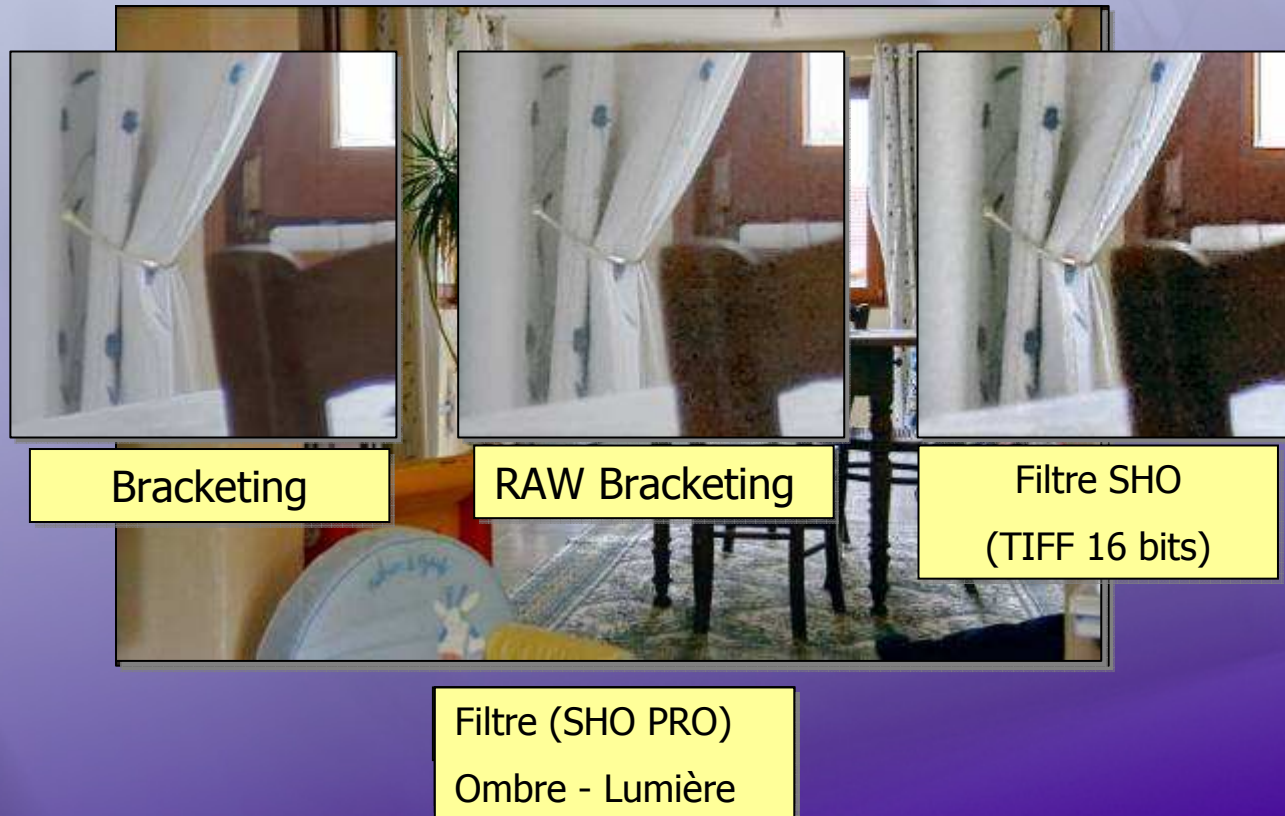 Bracketing
RAW Bracketing
Filtre SHO
(TIFF 16 bits)
Filtre (SHO PRO)
Ombre - Lumière